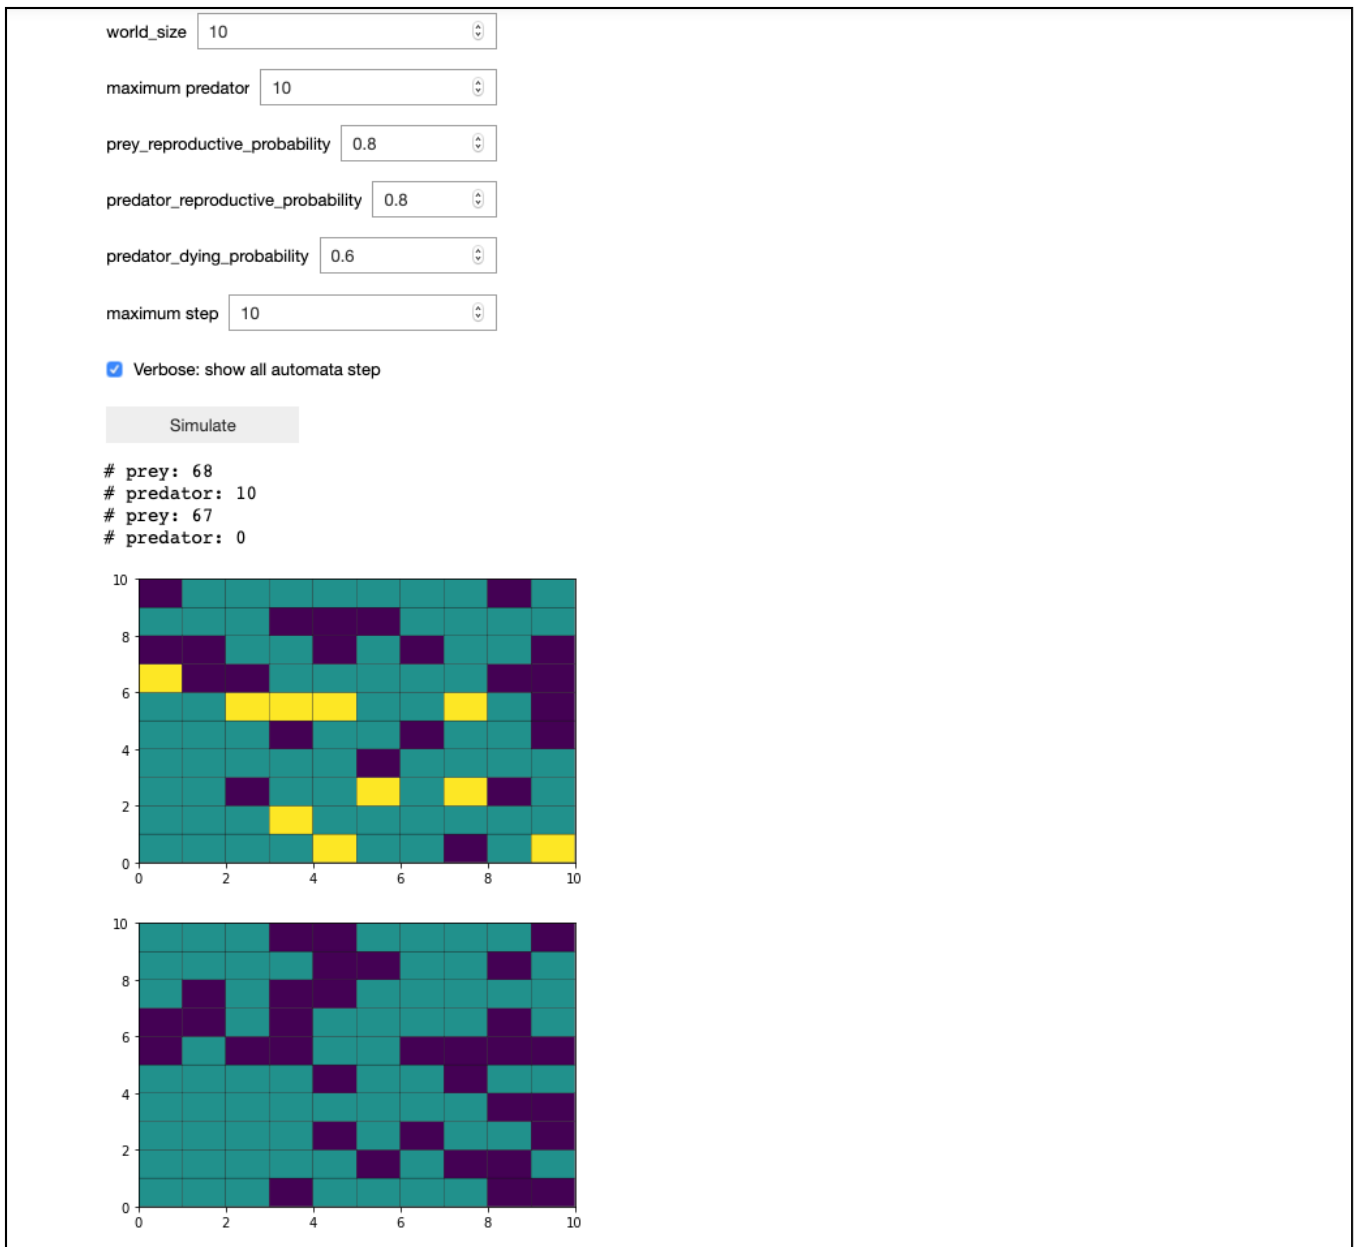 world_size 10
maximum predator 10
prey_reproductive_probability 0.8
predator_reproductive_probability 0.8
predator_dying_probability 0.6
maximum step 10
Verbose: show all automata step
Simulate
# prey: 68
# predator: 10
# prey: 67
# predator: 0
10
8
6
4
2
0
0 2 4 6 8 10
10
8
6
4
2
0
0 2 4 6 8 10